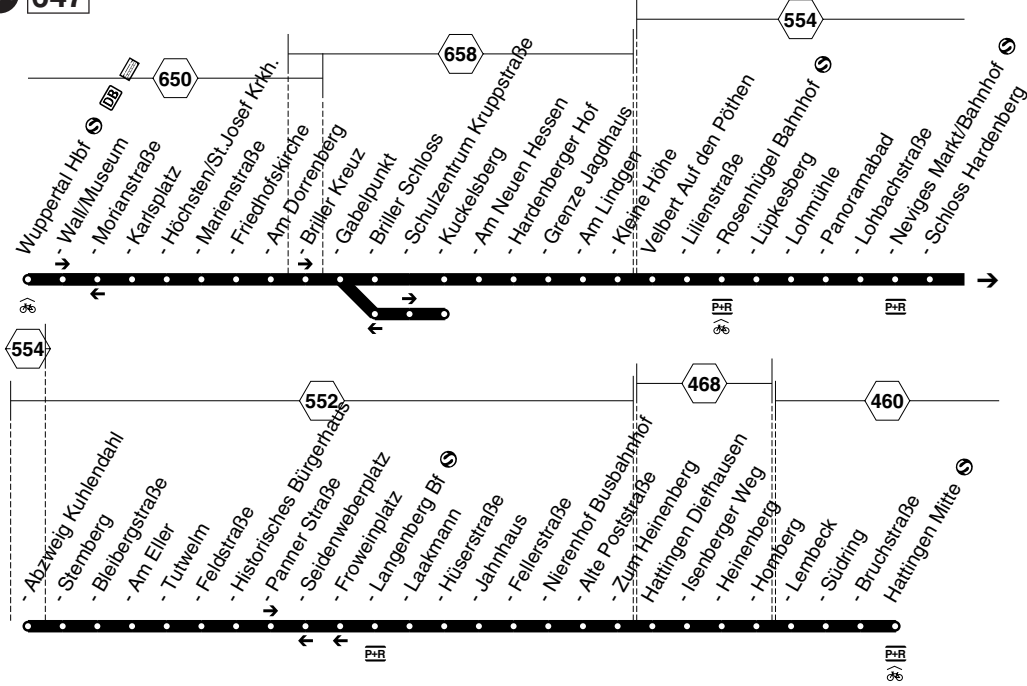 647
650
658
554
Wuppertal Hbf S DB
- Wall/Museum
- Morianstraße
- Karlsplatz
- Höchsten/St.Josef Krkh.
- Marienstraße
- Friedhofskirche
- Am Dorrenberg
- Briller Kreuz
- Gabelpunkt
- Briller Schloss
- Schulzentrum Kruppstraße
- Kuckelsberg
- Am Neuen Hessen
- Hardenberger Hof
- Grenze Jagdhaus
- Am Lindgen
- Kleine Höhe
Velbert Auf den Pöthen
- Lilienstraße
- Rosenhügel Bahnhof S
- Lüpkesberg
- Lohmühle
- Panoramabad
- Lohbachstraße
- Neviges Markt/Bahnhof S
- Schloss Hardenberg
P+R
P+R
554
552
468
460
- Abzweig Kuhlendahl
- Stemberg
- Bleibergstraße
- Am Eller
- Tutwelm
- Feldstraße
- Historisches Bürgerhaus
- Panner Straße
- Seidenweberplatz
- Froweinplatz
- Langenberg Bf S
- Laakmann
- Hüserstraße
- Jahnhaus
- Fellerstraße
- Nierenhof Busbahnhof
- Alte Poststraße
- Zum Heinenberg
Hattingen Diefhausen
- Isenberger Weg
- Heinenberg
- Homberg
- Lembeck
- Südring
- Bruchstraße
Hattingen Mitte S
P+R
P+R